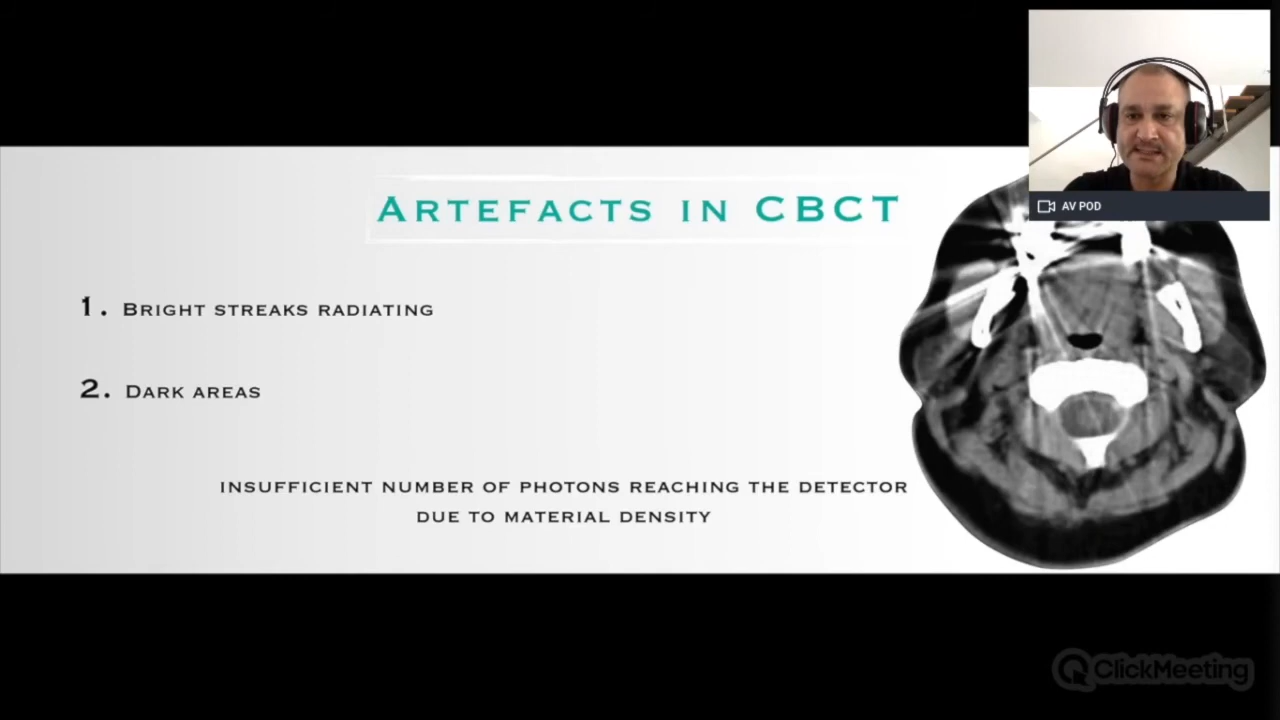 AV POD
ARTEFACTS IN CBCT
1. BRIGHT STREAKS RADIATING
2. DARK AREAS
INSUFFICIENT NUMBER OF PHOTONS REACHING THE DETECTOR
DUE TO MATERIAL DENSITY
ClickMeeting